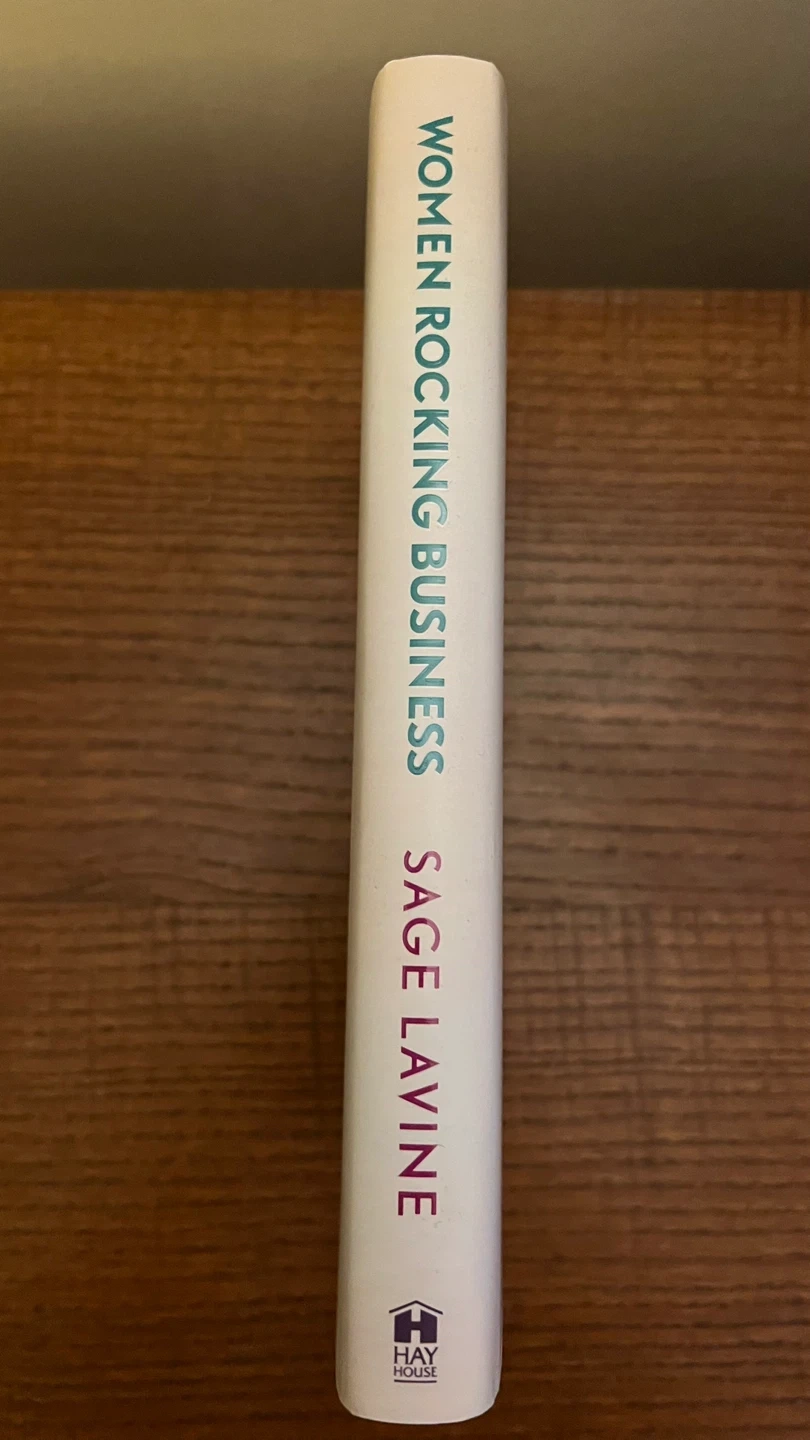 WOMEN ROCKING BUSINESS
SAGE LAVINE
HAY
HOUSE